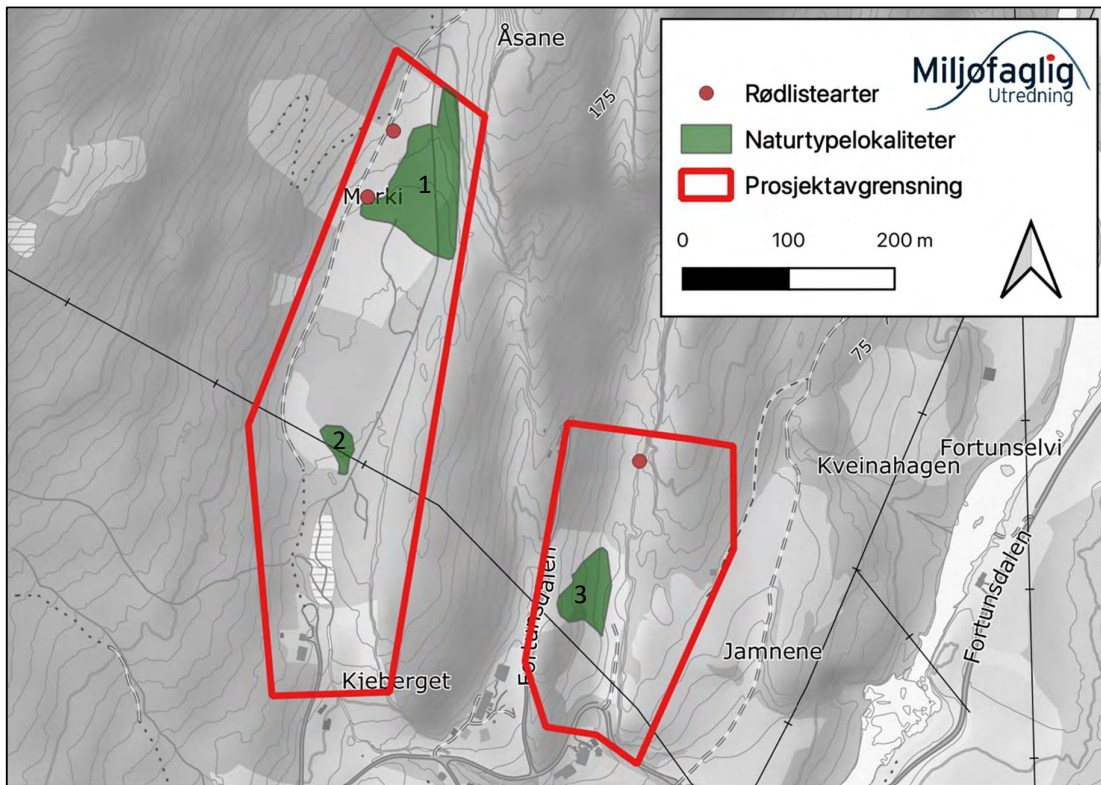 Åsane
175
1
Mørki
2
Kjeberget
Fortunsdalen
3
Jamnene
75
Kveinahagen
Fortunselvi
Fortunsdalen
Miljøfaglig
Utredning
Rødlistearter
Naturtypelokaliteter
Prosjektavgrensning
0 100 200 m